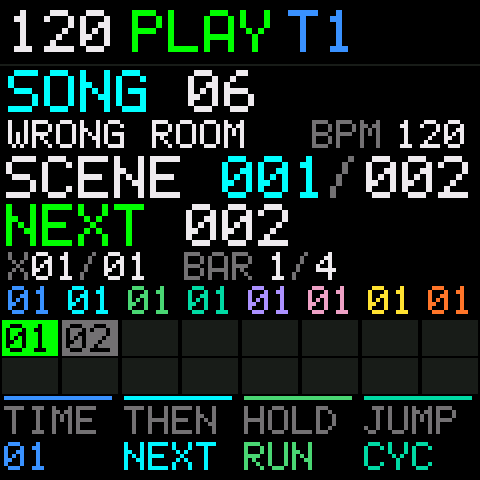 120 PLAY T1
SONG 06
WRONG ROOM BPM 120
SCENE 001/002
NEXT 002
X01/01 BAR 1/4
01 01 01 01 01 01 01 01
01 02
TIME THEN HOLD JUMP
01 NEXT RUN CYC